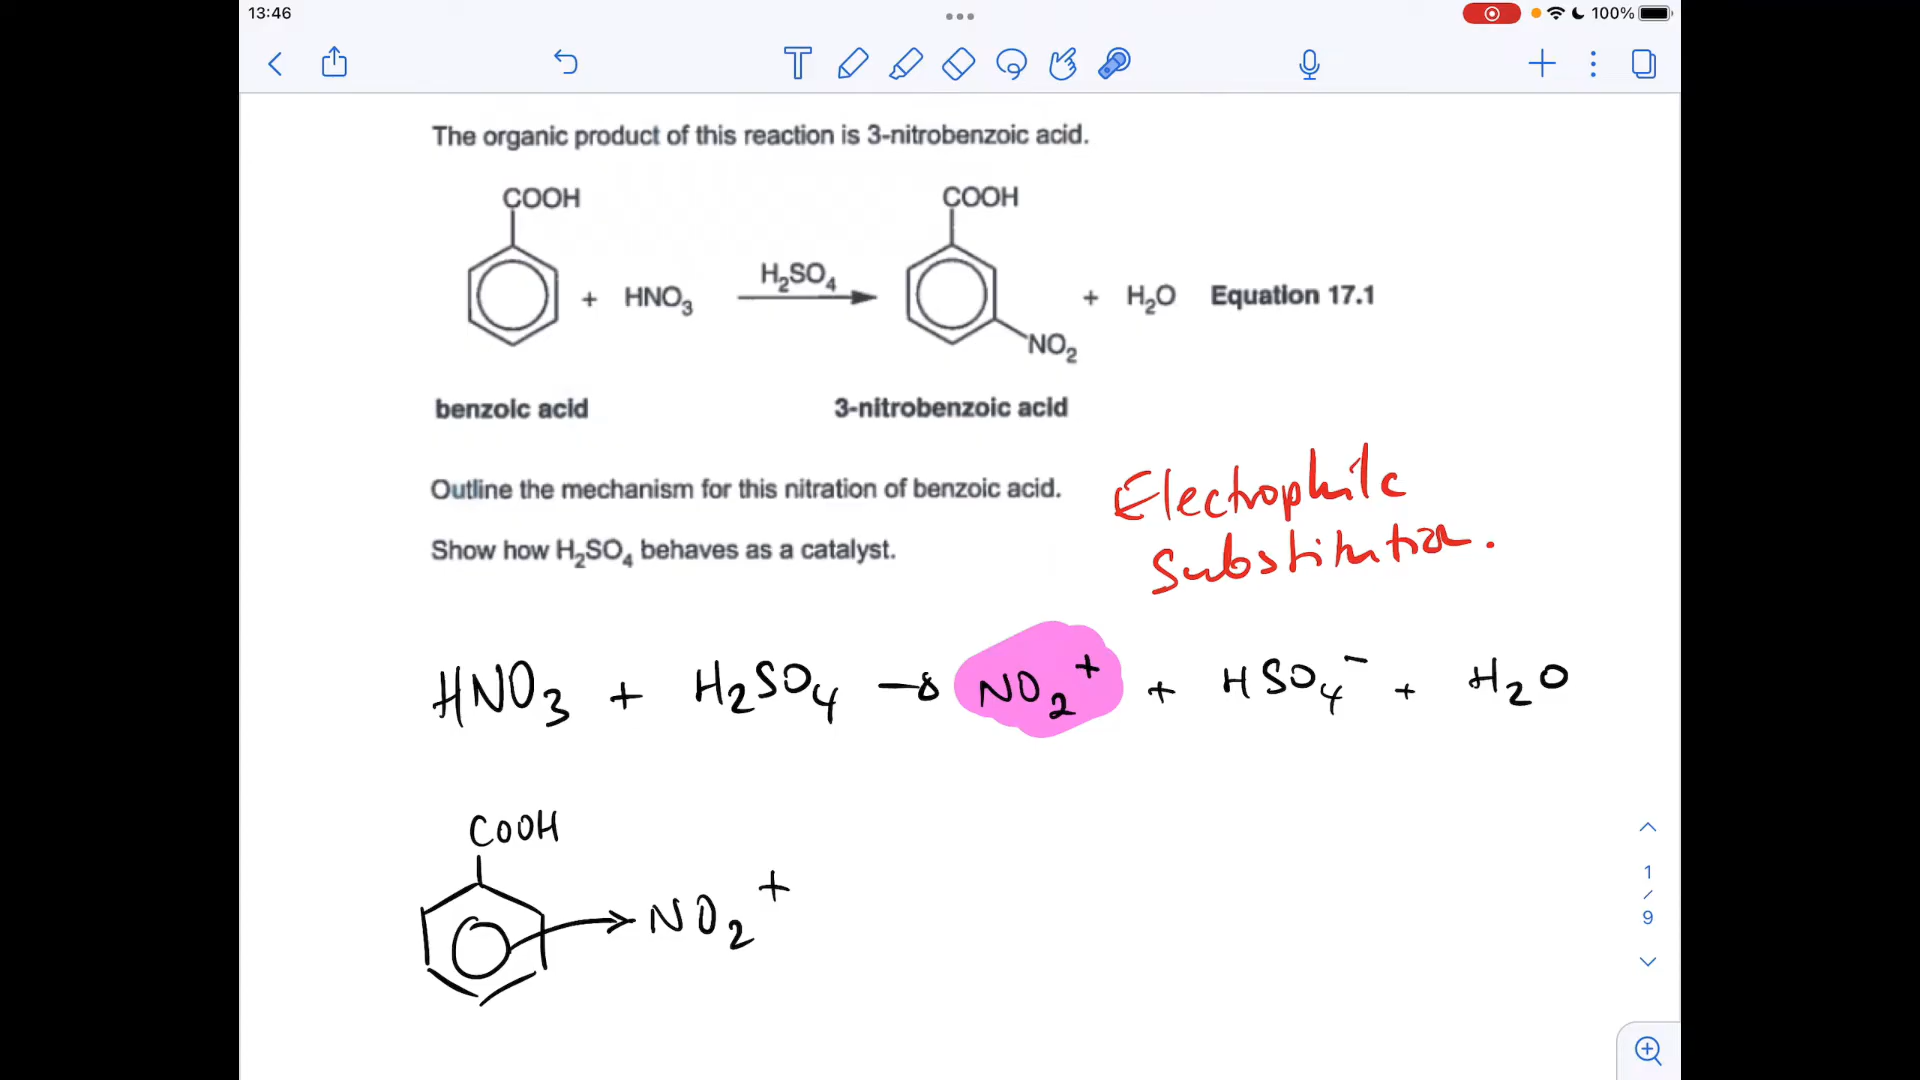 13:46
100%
T
The organic product of this reaction is 3-nitrobenzoic acid.
COOH
COOH
+ HNO3 H2SO4 + H2O Equation 17.1
NO2
benzoic acid 3-nitrobenzoic acid
Outline the mechanism for this nitration of benzoic acid.
Show how H2SO4 behaves as a catalyst.
Electrophilc
Substitution.
HNO3 + H2SO4 → NO2+ + HSO4− + H2O
COOH
NO2+
1
/
9